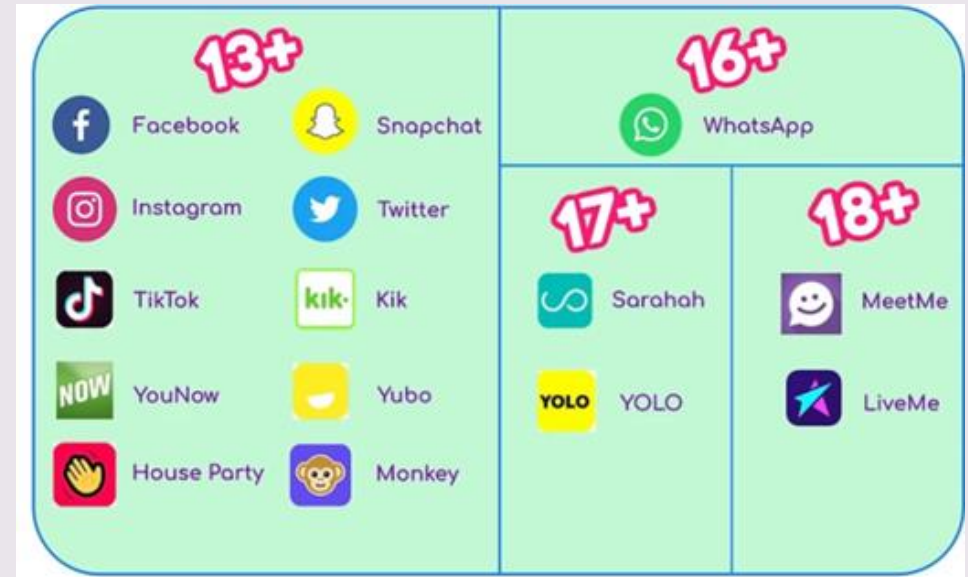 13+
Facebook
Snapchat
Instagram
Twitter
TikTok
kik.
Kik
NOW
YouNow
Yubo
House Party
Monkey
16+
WhatsApp
17+
Sarahah
YOLO
YOLO
18+
MeetMe
LiveMe